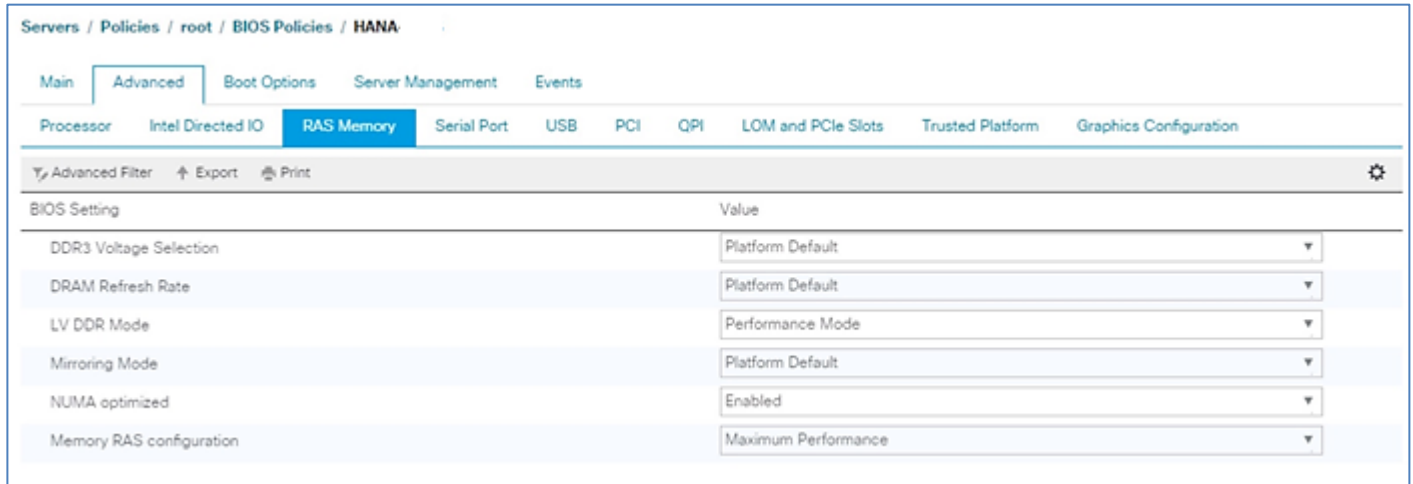 Servers / Policies / root / BIOS Policies / HANA
Main Advanced Boot Options Server Management Events
Processor Intel Directed IO RAS Memory Serial Port USB PCI QPI LOM and PCIe Slots Trusted Platform Graphics Configuration
Advanced Filter Export Print
BIOS Setting Value
DDR3 Voltage Selection Platform Default
DRAM Refresh Rate Platform Default
LV DDR Mode Performance Mode
Mirroring Mode Platform Default
NUMA optimized Enabled
Memory RAS configuration Maximum Performance